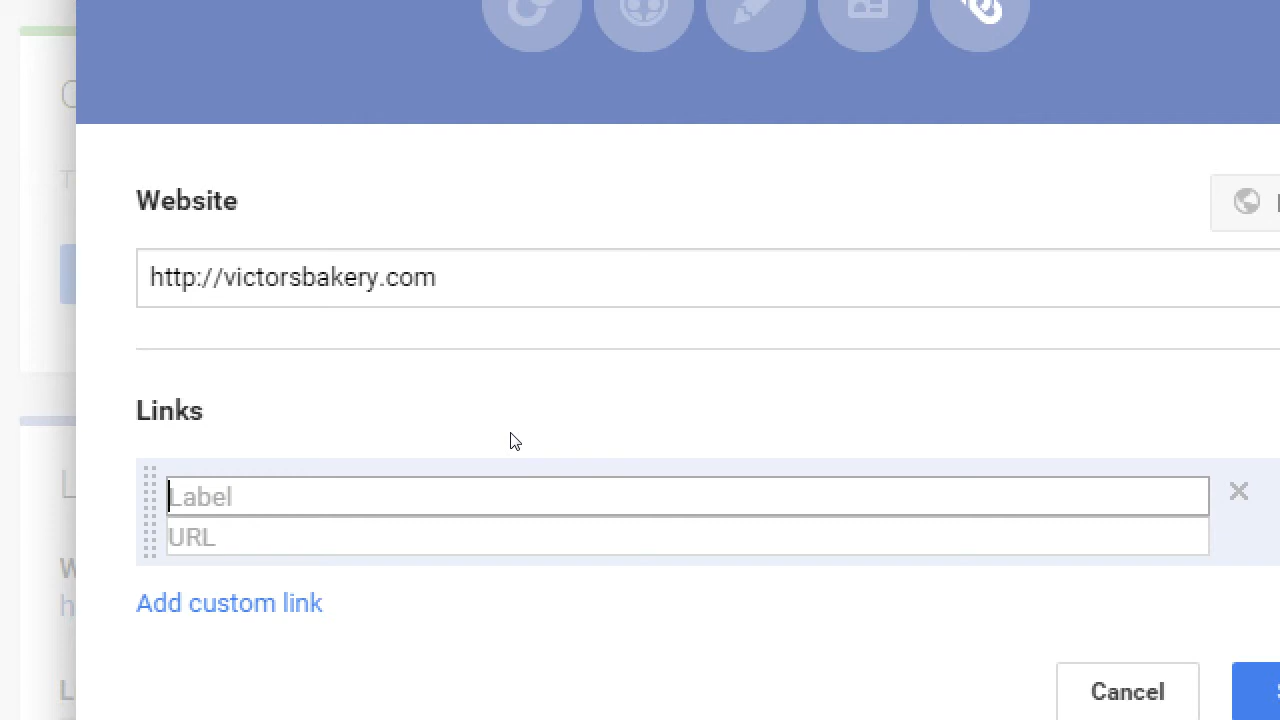 Website
http://victorsbakery.com
Links
Label
URL
Add custom link
Cancel